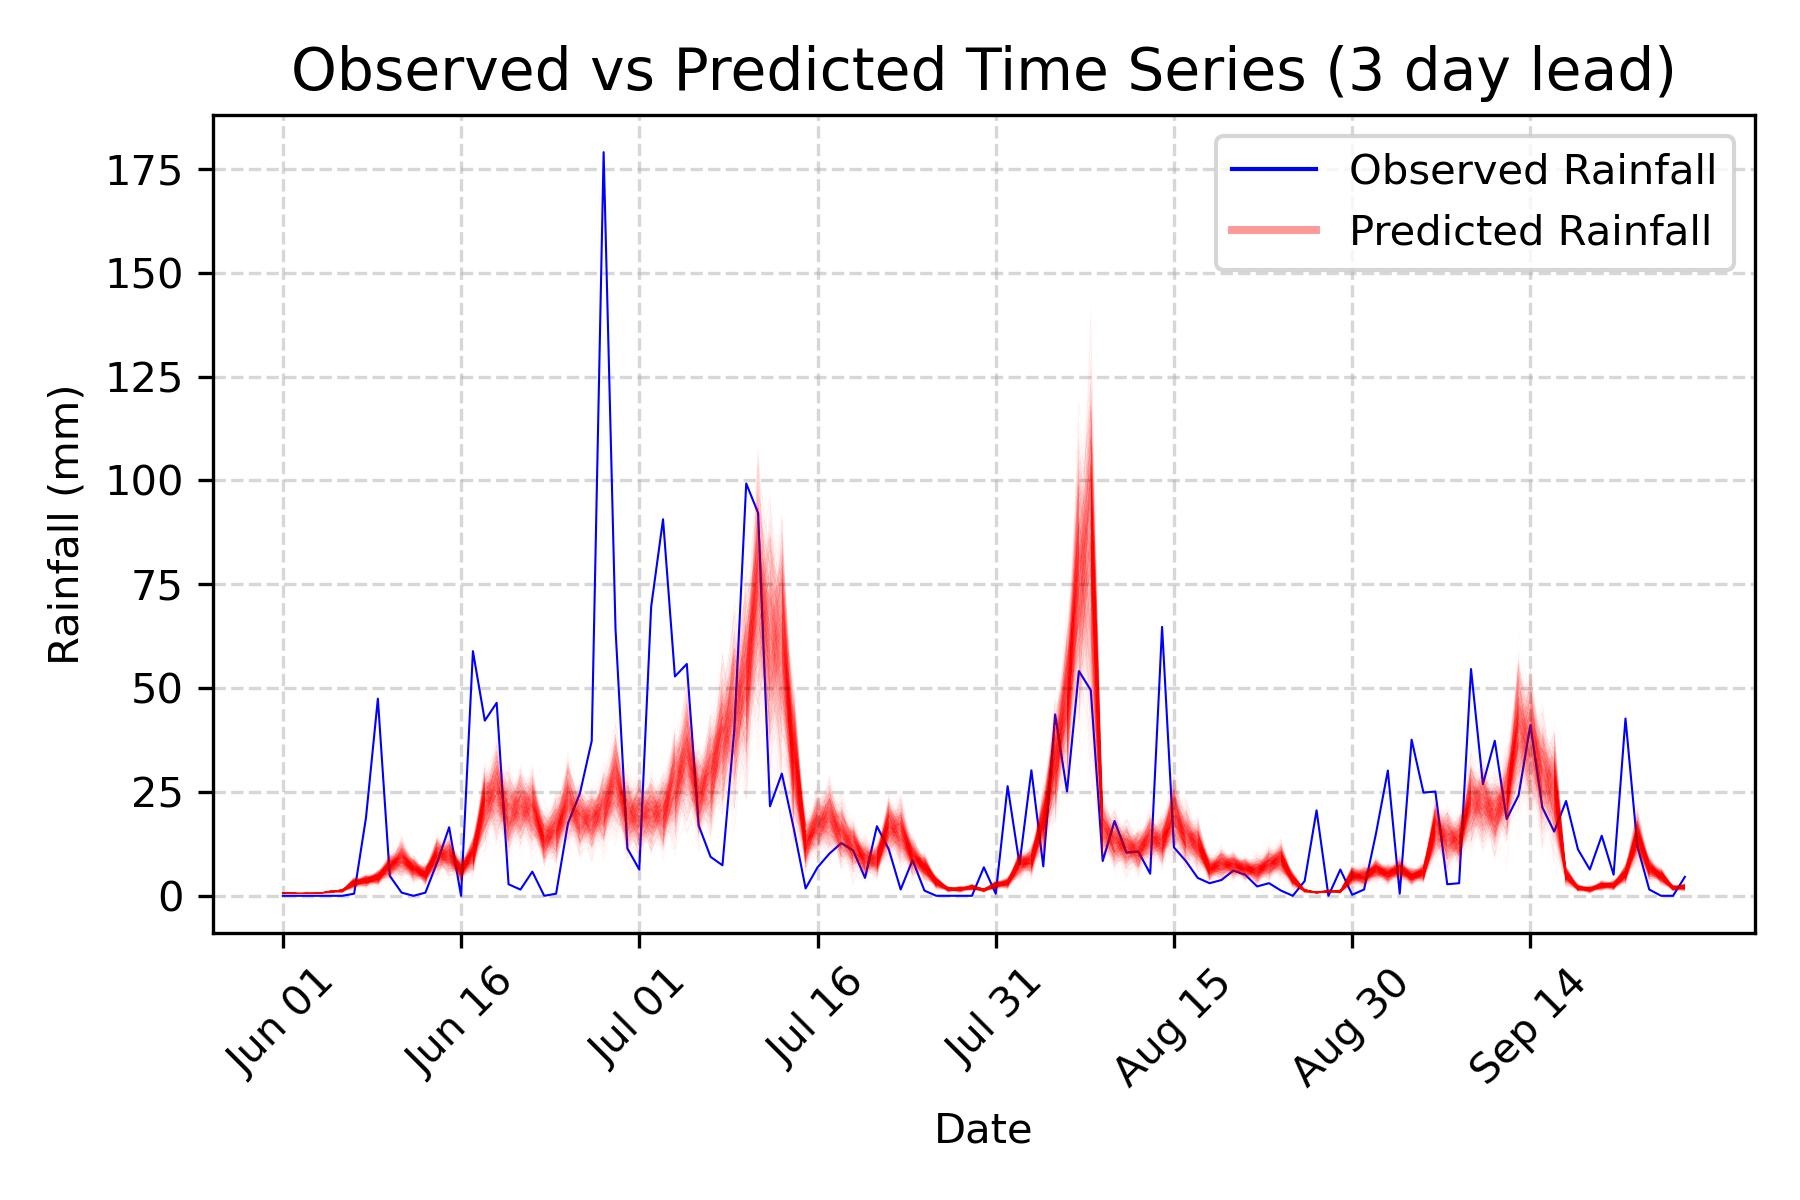 Observed vs Predicted Time Series (3 day lead)
Observed Rainfall
Predicted Rainfall
175
150
125
100
75
50
25
0
Rainfall (mm)
Jun 01
Jun 16
Jul 01
Jul 16
Jul 31
Aug 15
Aug 30
Sep 14
Date